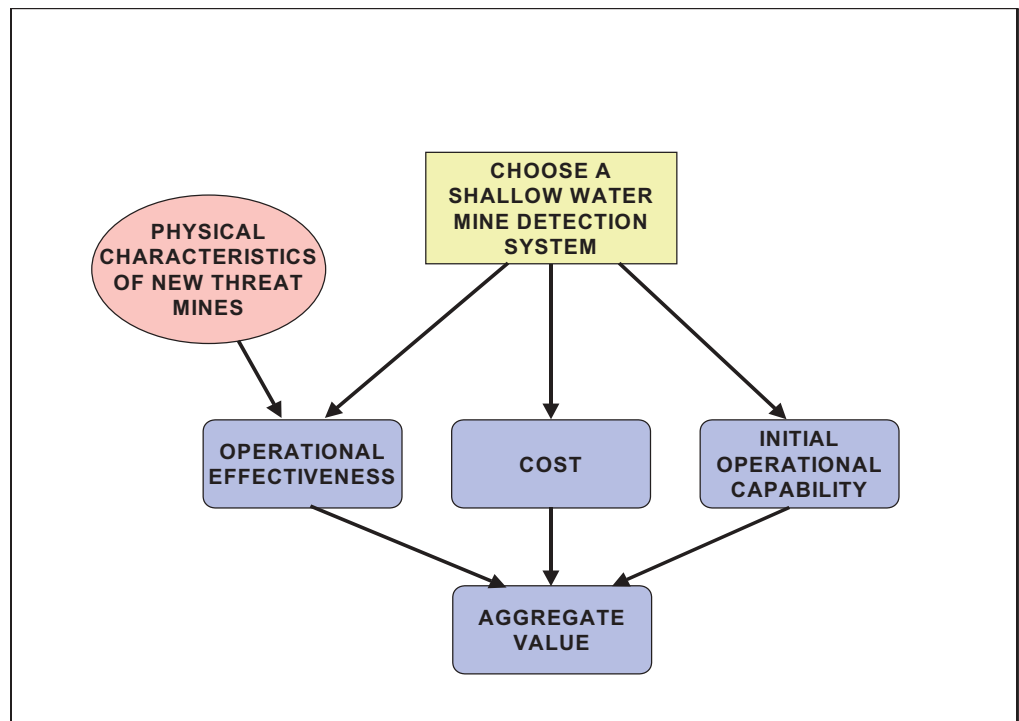 CHOOSE A
SHALLOW WATER
MINE DETECTION
SYSTEM
PHYSICAL
CHARACTERISTICS
OF NEW THREAT
MINES
OPERATIONAL
EFFECTIVENESS
COST
INITIAL
OPERATIONAL
CAPABILITY
AGGREGATE
VALUE